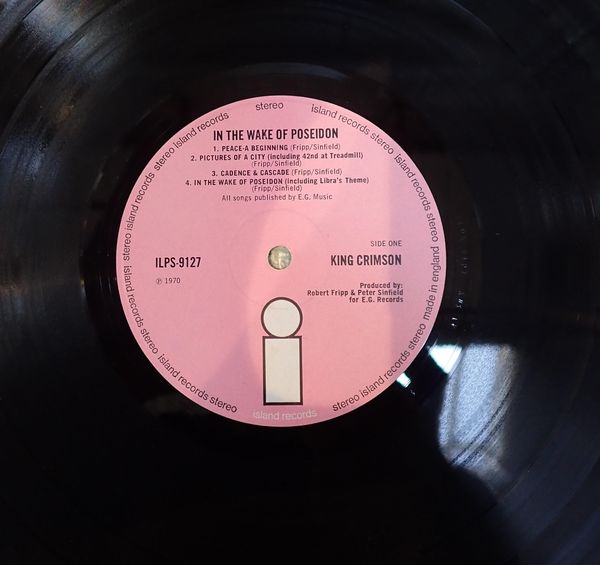 stereo island records stereo island records stereo island records stereo
stereo
island records stereo island records stereo made in england
IN THE WAKE OF POSEIDON
1. PEACE-A BEGINNING (Fripp/Sinfield)
2. PICTURES OF A CITY (including 42nd at Treadmill)
(Fripp/Sinfield)
3. CADENCE & CASCADE (Fripp/Sinfield)
4. IN THE WAKE OF POSEIDON (including Libra's Theme)
(Fripp/Sinfield)
All songs published by E.G. Music
SIDE ONE
ILPS-9127
KING CRIMSON
℗ 1970
Produced by:
Robert Fripp & Peter Sinfield
for E.G. Records
i
island records
stereo island records stereo